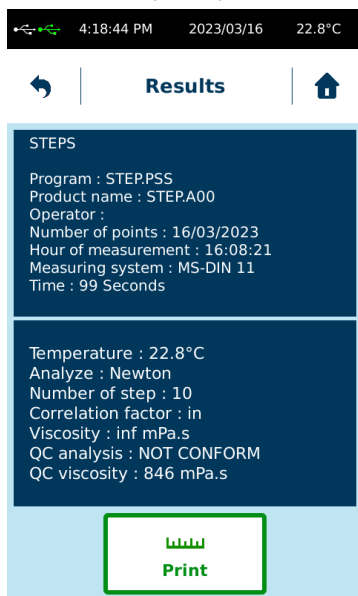 4:18:44 PM 2023/03/16 22.8°C
Results
STEPS
Program : STEP.PSS
Product name : STEP.A00
Operator :
Number of points : 16/03/2023
Hour of measurement : 16:08:21
Measuring system : MS-DIN 11
Time : 99 Seconds
Temperature : 22.8°C
Analyze : Newton
Number of step : 10
Correlation factor : in
Viscosity : inf mPa.s
QC analysis : NOT CONFORM
QC viscosity : 846 mPa.s
Print